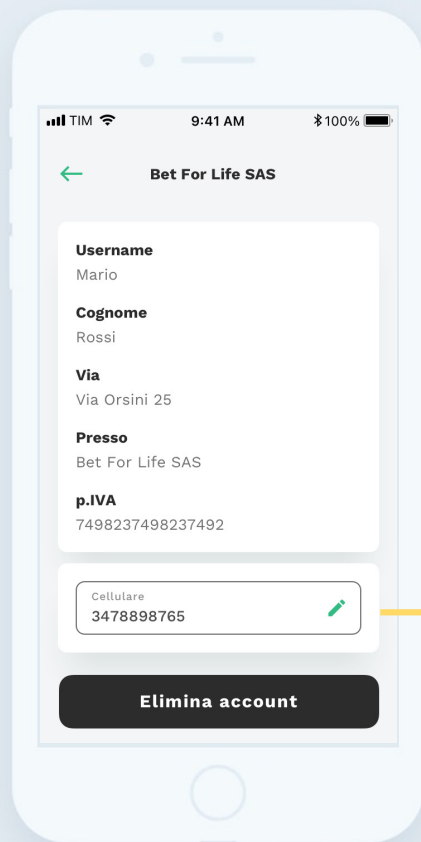 TIM 9:41 AM 100%
Bet For Life SAS
Username
Mario
Cognome
Rossi
Via
Via Orsini 25
Presso
Bet For Life SAS
p.IVA
7498237498237492
Cellulare
3478898765
Elimina account